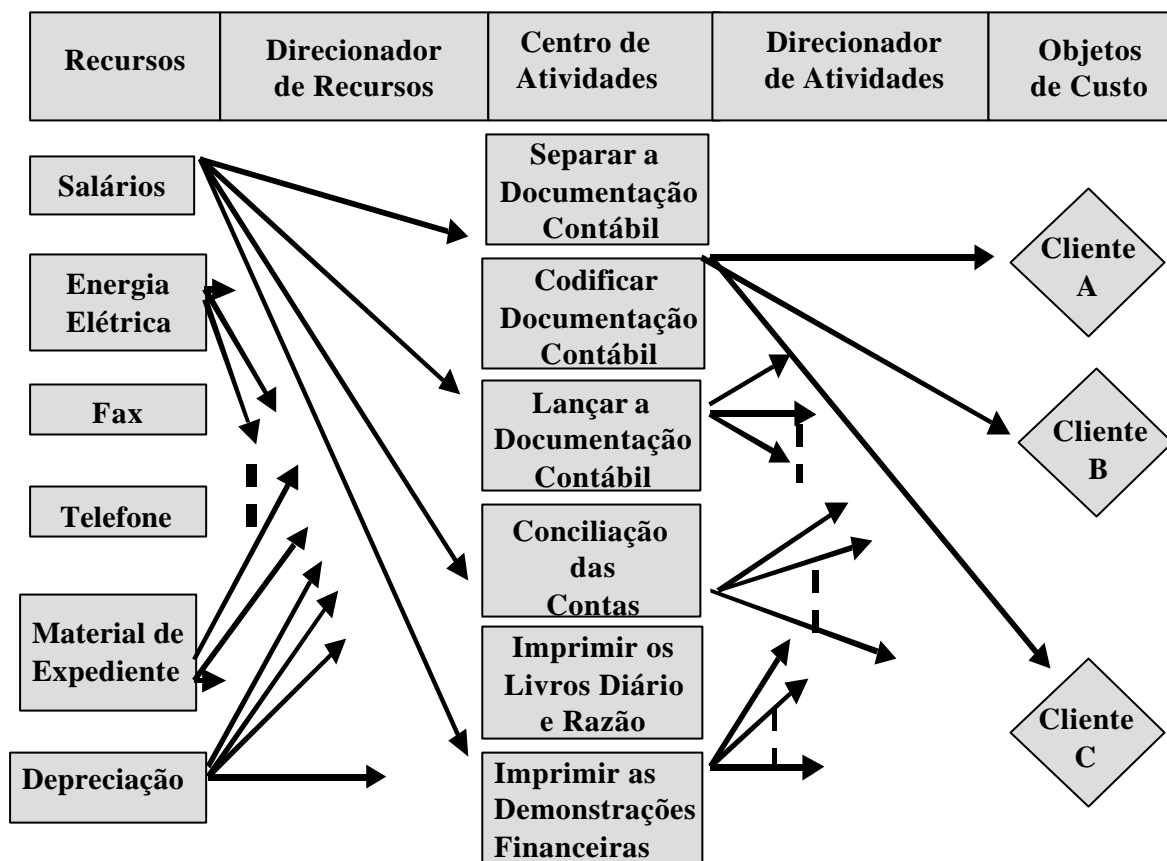 Recursos
Direcionador
de Recursos
Centro de
Atividades
Direcionador
de Atividades
Objetos
de Custo
Salários
Energia
Elétrica
Fax
Telefone
Material de
Expediente
Depreciação
Separar a
Documentação
Contábil
Codificar
Documentação
Contábil
Lançar a
Documentação
Contábil
Conciliação
das
Contas
Imprimir os
Livros Diário
e Razão
Imprimir as
Demonstrações
Financeiras
Cliente
A
Cliente
B
Cliente
C